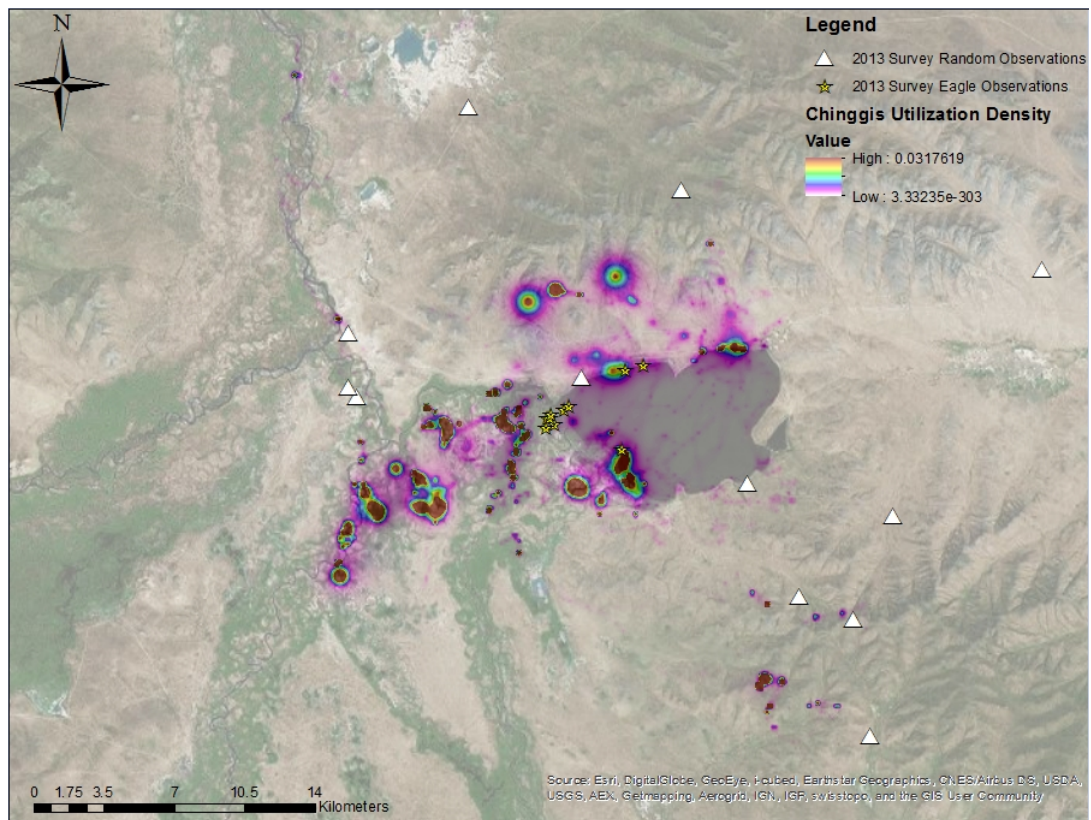 N
Legend
2013 Survey Random Observations
2013 Survey Eagle Observations
Chinggis Utilization Density
Value
High : 0.0317619
Low : 3.33235e-303
Source: Esri, DigitalGlobe, GeoEye, i-cubed, Earthstar Geographics, CNES/Airbus DS, USDA,
USGS, AEX, Getmapping, Aerogrid, IGN, IGP, swisstopo, and the GIS User Community
0 1.75 3.5 7 10.5 14
Kilometers